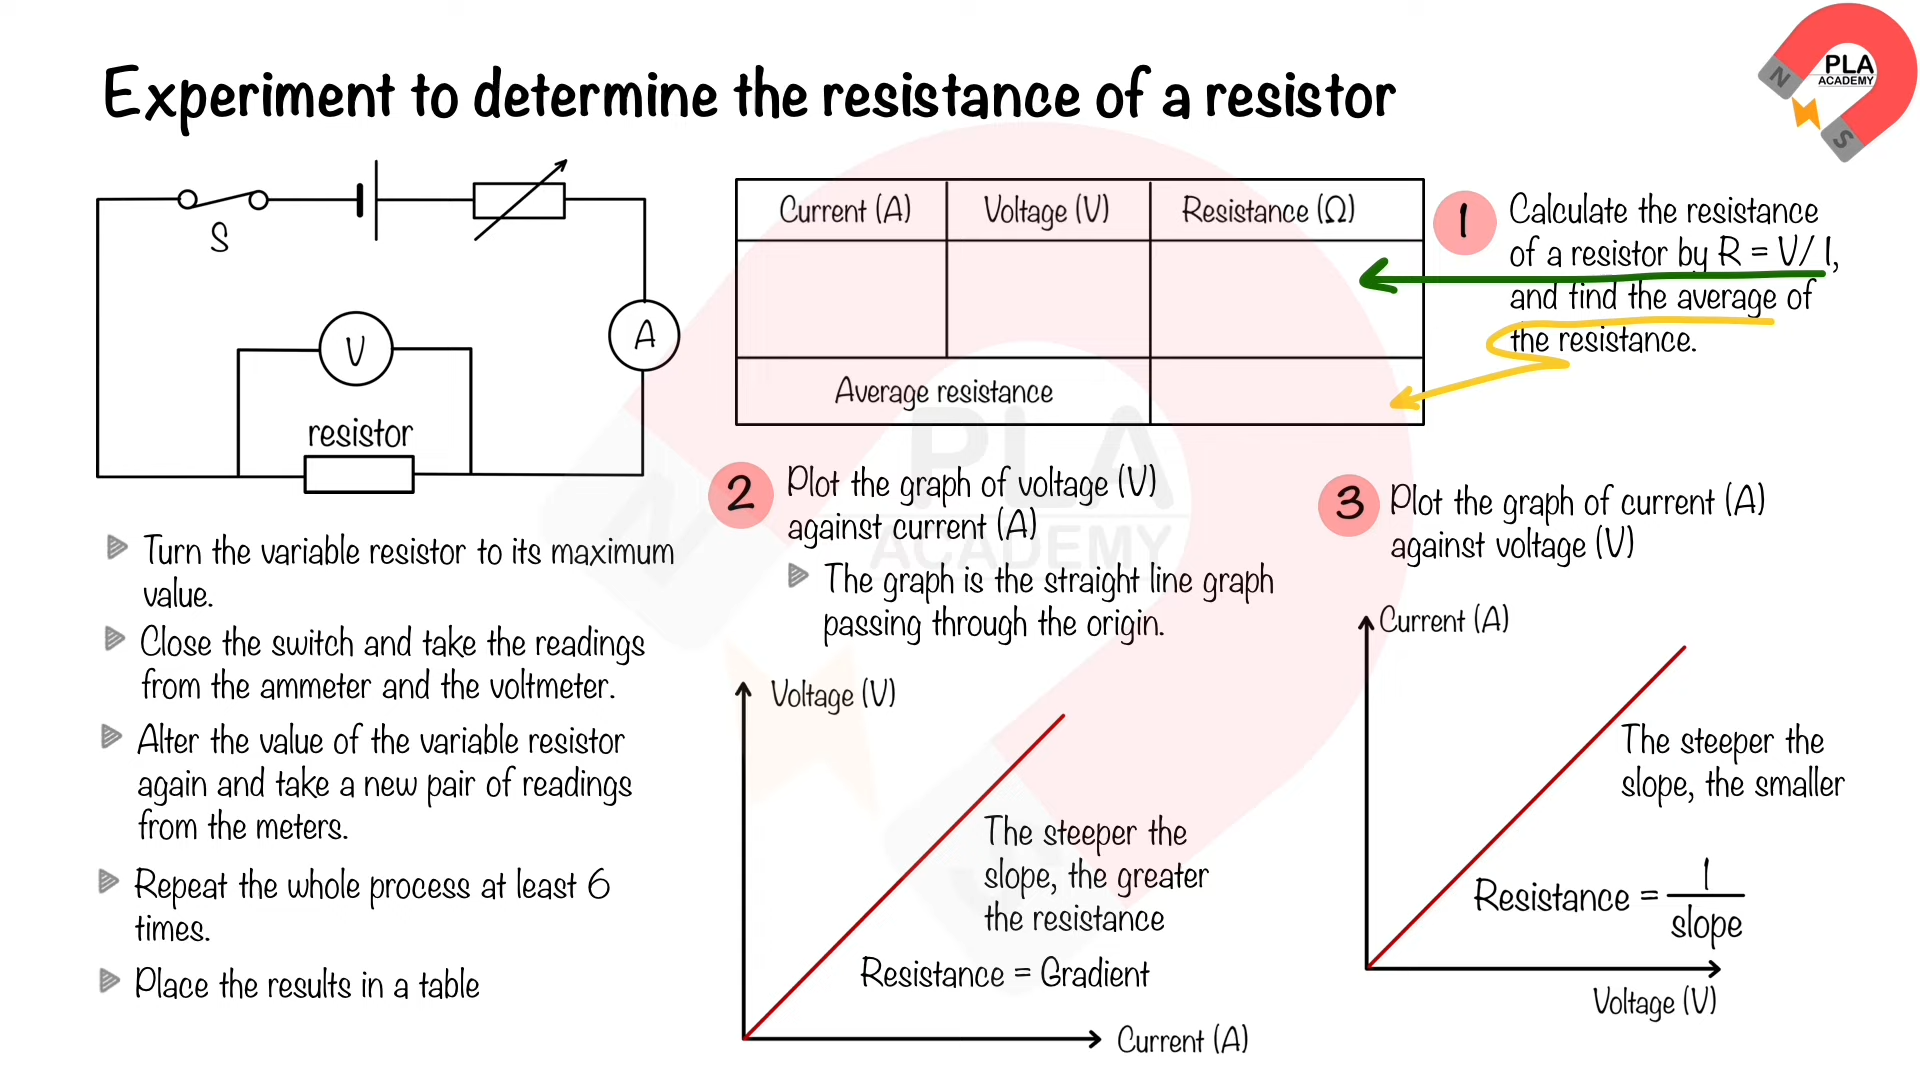 Experiment to determine the resistance of a resistor
PLA
ACADEMY
N
S
S
V
A
resistor
Turn the variable resistor to its maximum
value.
Close the switch and take the readings
from the ammeter and the voltmeter.
Alter the value of the variable resistor
again and take a new pair of readings
from the meters.
Repeat the whole process at least 6
times.
Place the results in a table
Current (A) Voltage (V) Resistance (Ω)
Average resistance
1 Calculate the resistance
of a resistor by R = V/ I,
and find the average of
the resistance.
2 Plot the graph of voltage (V)
against current (A)
The graph is the straight line graph
passing through the origin.
Voltage (V)
The steeper the
slope, the greater
the resistance
Resistance = Gradient
Current (A)
3 Plot the graph of current (A)
against voltage (V)
Current (A)
The steeper the
slope, the smaller
Resistance = 1
slope
Voltage (V)
PLA
ACADEMY
N